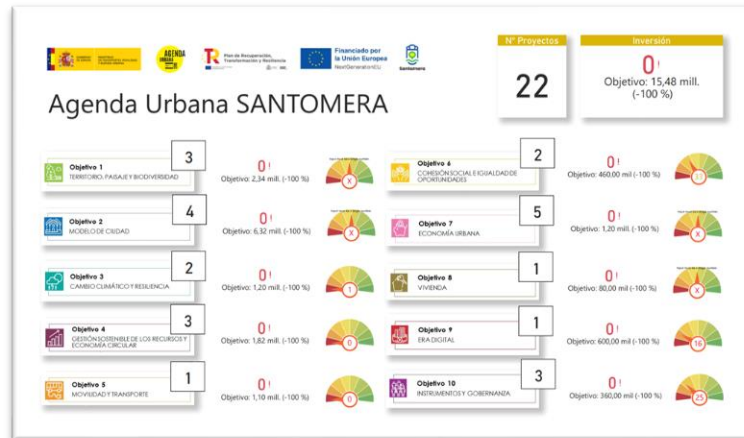 AGENDA
URBANA
Plan de Recuperación,
Transformación y Resiliencia
Financiado por
la Unión Europea
NextGenerationEU
Santomera
Nº Proyectos
22
Inversión
0!
Objetivo: 15,48 mill.
(-100 %)
Agenda Urbana SANTOMERA
Objetivo 1
TERRITORIO, PAISAJE Y BIODIVERSIDAD
3
0!
Objetivo: 2,34 mill. (-100 %)
X
Objetivo 2
MODELO DE CIUDAD
4
0!
Objetivo: 6,32 mill. (-100 %)
X
Objetivo 3
CAMBIO CLIMÁTICO Y RESILIENCIA
2
0!
Objetivo: 1,20 mill. (-100 %)
1
Objetivo 4
GESTIÓN SOSTENIBLE DE LOS RECURSOS Y
ECONOMÍA CIRCULAR
3
0!
Objetivo: 1,82 mill. (-100 %)
0
Objetivo 5
MOVILIDAD Y TRANSPORTE
1
0!
Objetivo: 1,10 mill. (-100 %)
0
Objetivo 6
COHESIÓN SOCIAL E IGUALDAD DE
OPORTUNIDADES
2
0!
Objetivo: 460,00 mil (-100 %)
33
Objetivo 7
ECONOMÍA URBANA
5
0!
Objetivo: 1,20 mill. (-100 %)
X
Objetivo 8
VIVIENDA
1
0!
Objetivo: 80,00 mil (-100 %)
X
Objetivo 9
ERA DIGITAL
1
0!
Objetivo: 600,00 mil (-100 %)
16
Objetivo 10
INSTRUMENTOS Y GOBERNANZA
3
0!
Objetivo: 360,00 mil (-100 %)
25